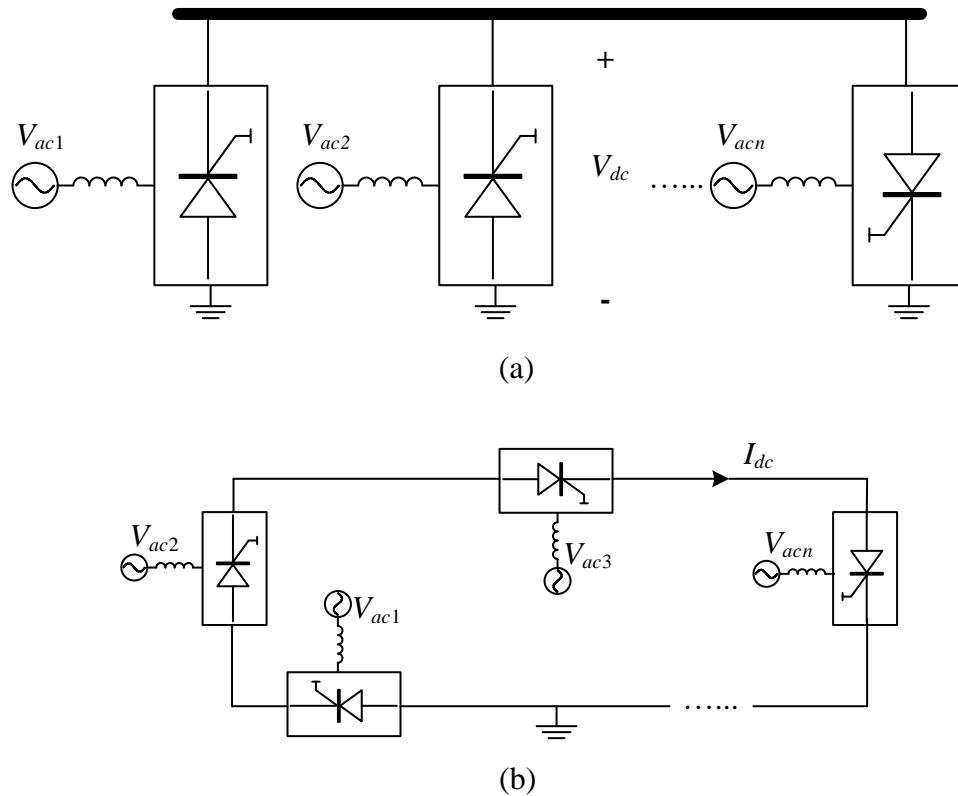 +
V_ac1 V_ac2 V_dc ...... V_acn
-
(a)
I_dc
V_ac2 V_ac3 V_acn
V_ac1
......
(b)